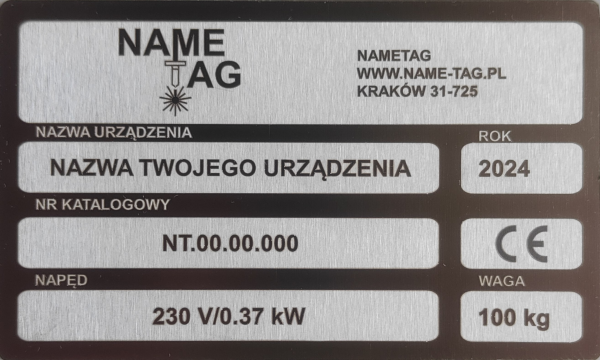 NAME
TAG
NAMETAG
WWW.NAME-TAG.PL
KRAKÓW 31-725
NAZWA URZĄDZENIA
ROK
NAZWA TWOJEGO URZĄDZENIA
2024
NR KATALOGOWY
NT.00.00.000
CE
NAPĘD
WAGA
230 V/0.37 kW
100 kg